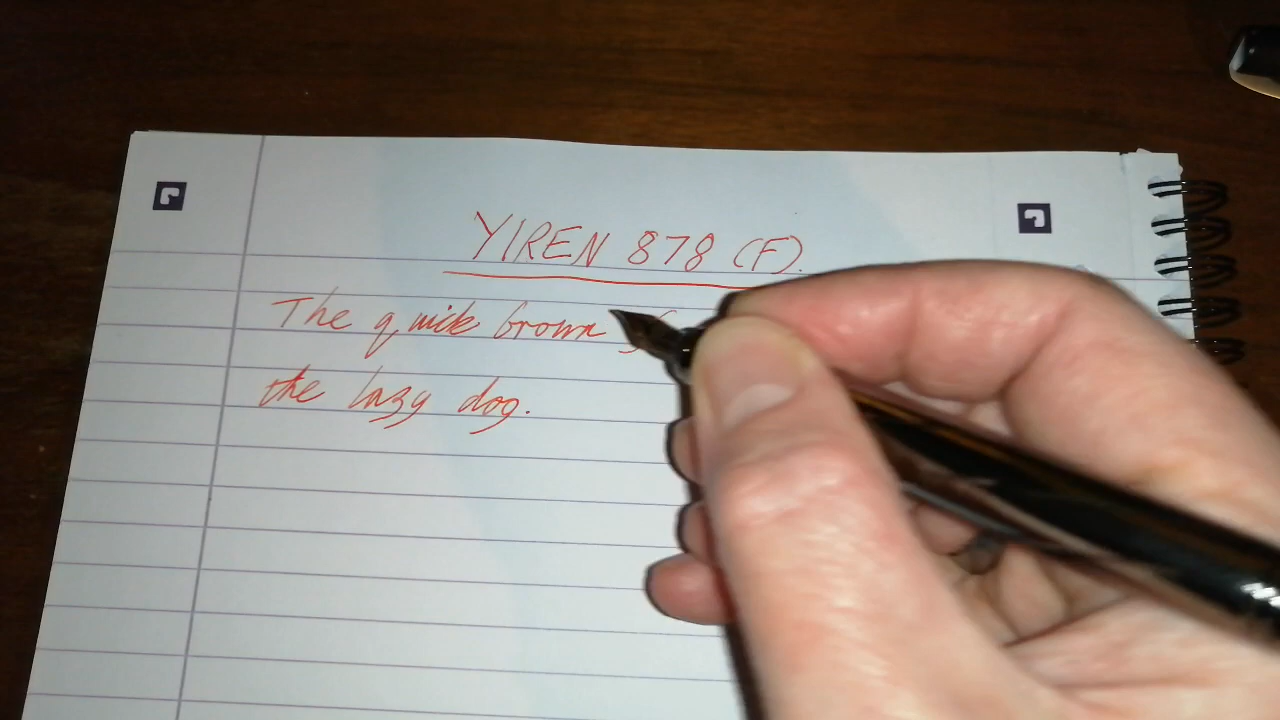 YIREN 878 (F).
The quick brown
the lazy dog.